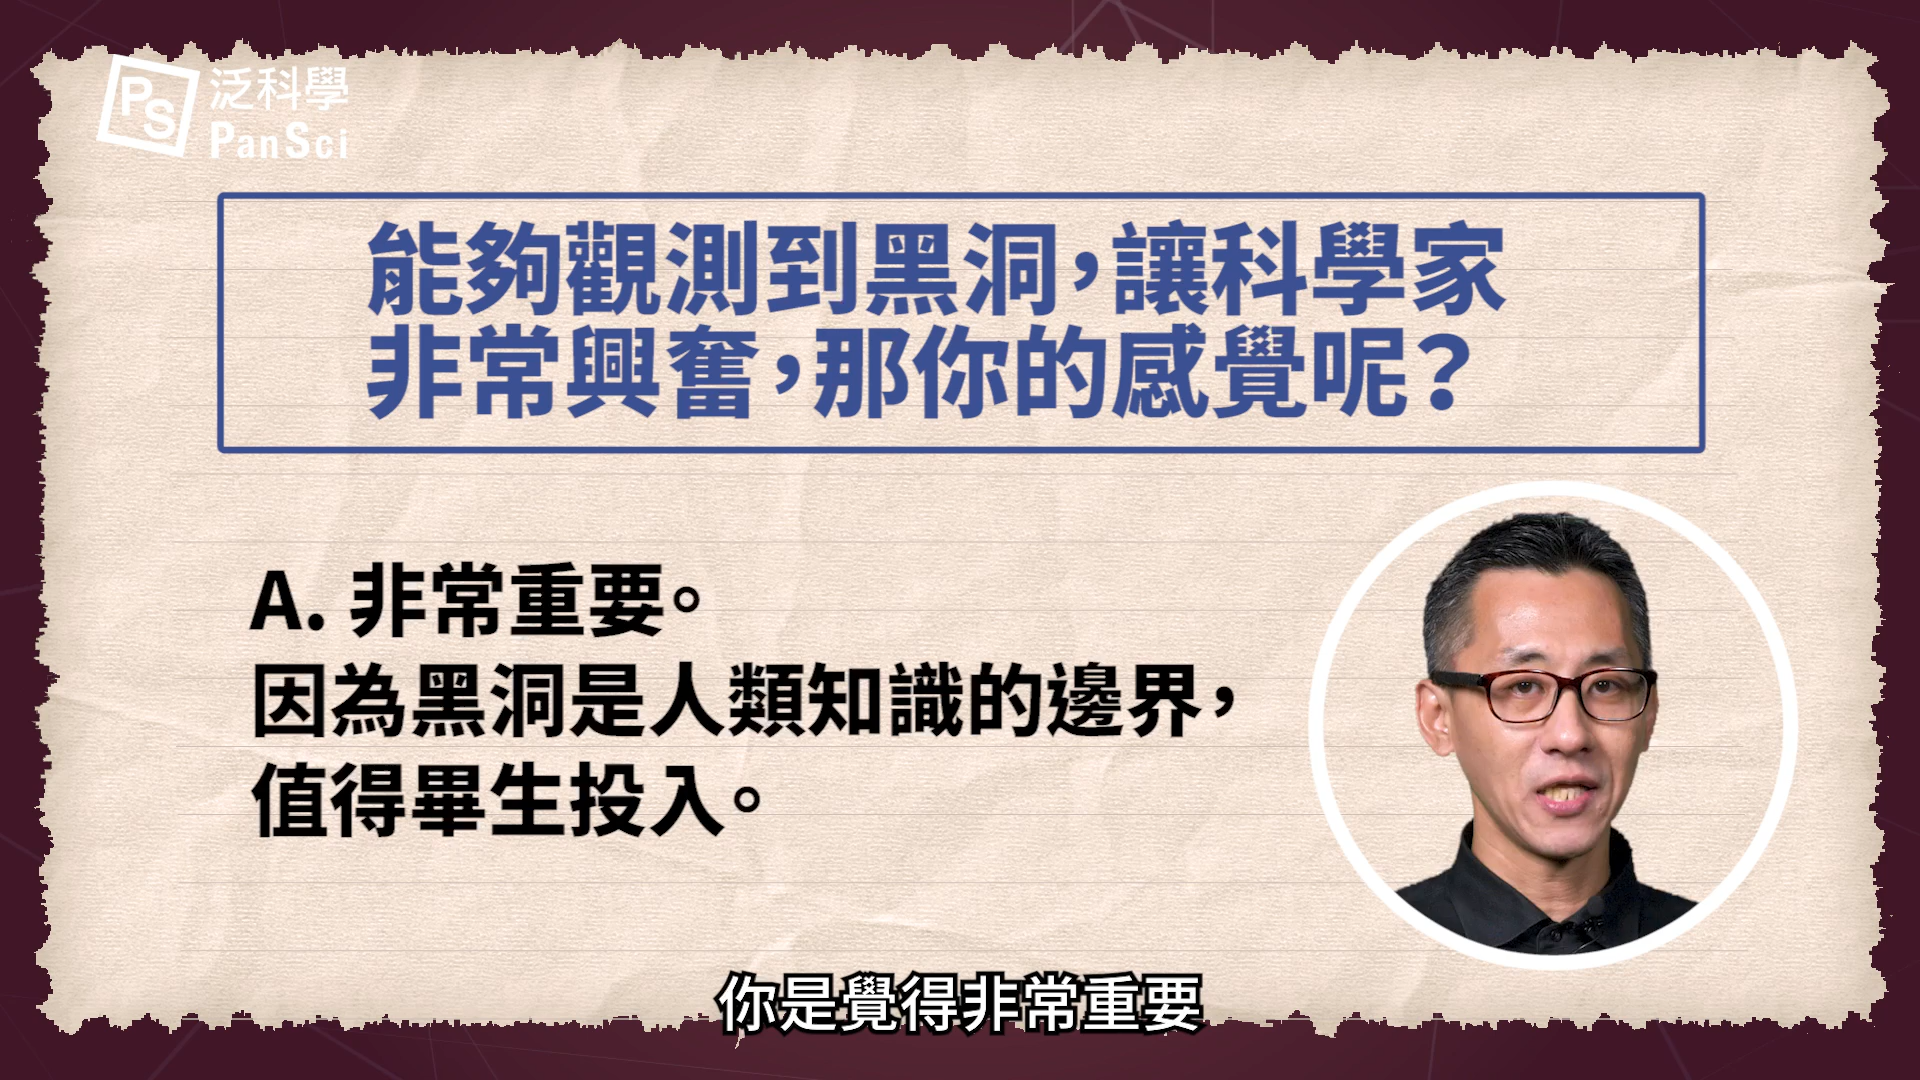 PS
泛科學
PanSci
能夠觀測到黑洞，讓科學家
非常興奮，那你的感覺呢？
A. 非常重要。
因為黑洞是人類知識的邊界，
值得畢生投入。
你是覺得非常重要